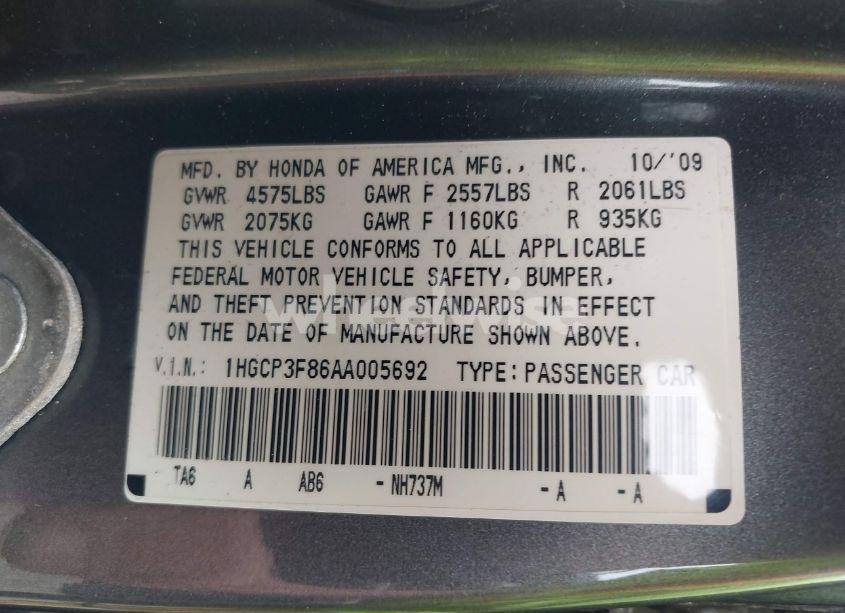 MFD. BY HONDA OF AMERICA MFG., INC. 10/'09
GVWR 4575LBS GAWR F 2557LBS R 2061LBS
GVWR 2075KG GAWR F 1160KG R 935KG
THIS VEHICLE CONFORMS TO ALL APPLICABLE
FEDERAL MOTOR VEHICLE SAFETY, BUMPER,
AND THEFT PREVENTION STANDARDS IN EFFECT
wheelwise
ON THE DATE OF MANUFACTURE SHOWN ABOVE.
V.I.N.: 1HGCP3F86AA005692 TYPE: PASSENGER CAR
TA6 A AB6 - NH737M - A - A